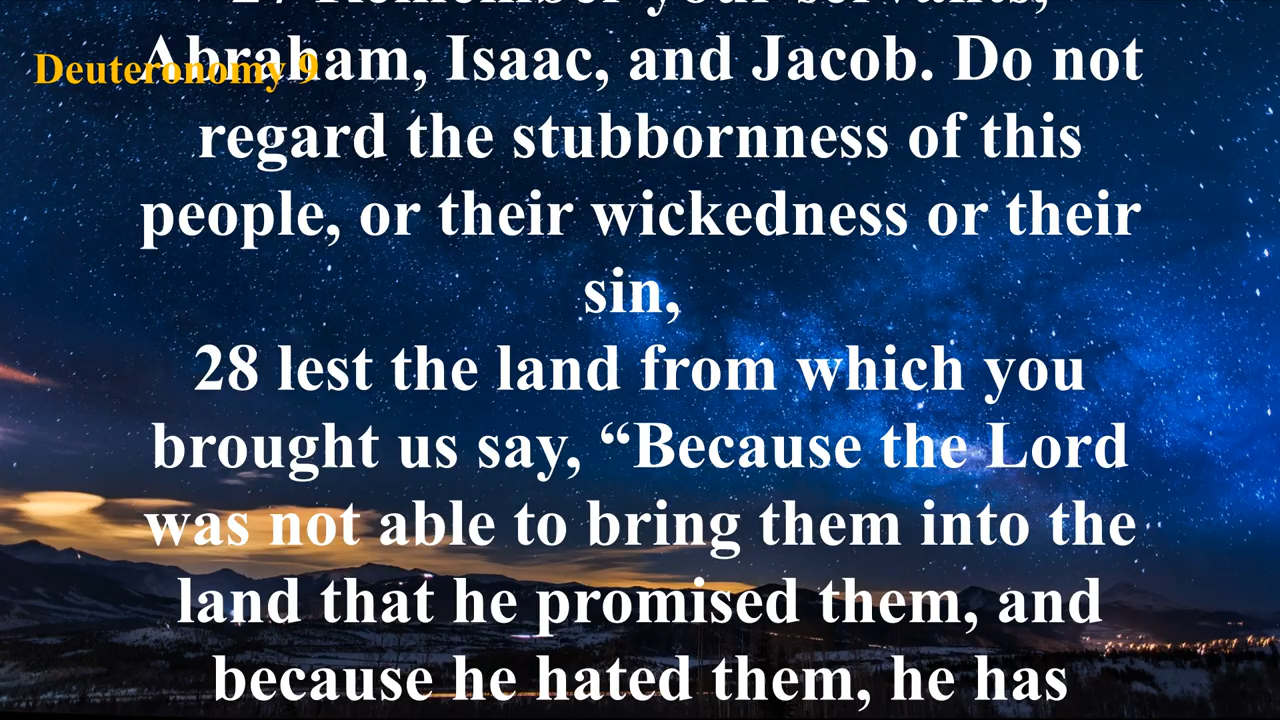 27 Remember your servants,
Deuteronomy 9
Abraham, Isaac, and Jacob. Do not
regard the stubbornness of this
people, or their wickedness or their
sin,
28 lest the land from which you
brought us say, “Because the Lord
was not able to bring them into the
land that he promised them, and
because he hated them, he has